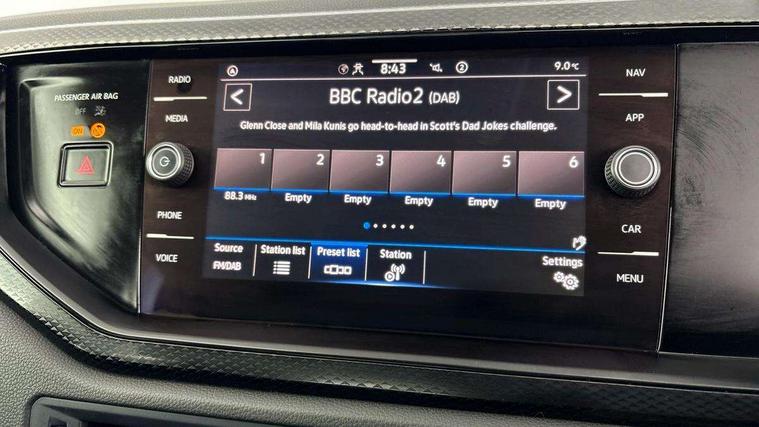 PASSENGER AIR BAG
OFF
ON
RADIO
MEDIA
PHONE
VOICE
8:43
2
9.0°C
BBC Radio2 (DAB)
Glenn Close and Mila Kunis go head-to-head in Scott's Dad Jokes challenge.
1 2 3 4 5 6
88.3 MHz Empty Empty Empty Empty Empty
Source Station list Preset list Station Settings
FM/DAB
NAV
APP
CAR
MENU